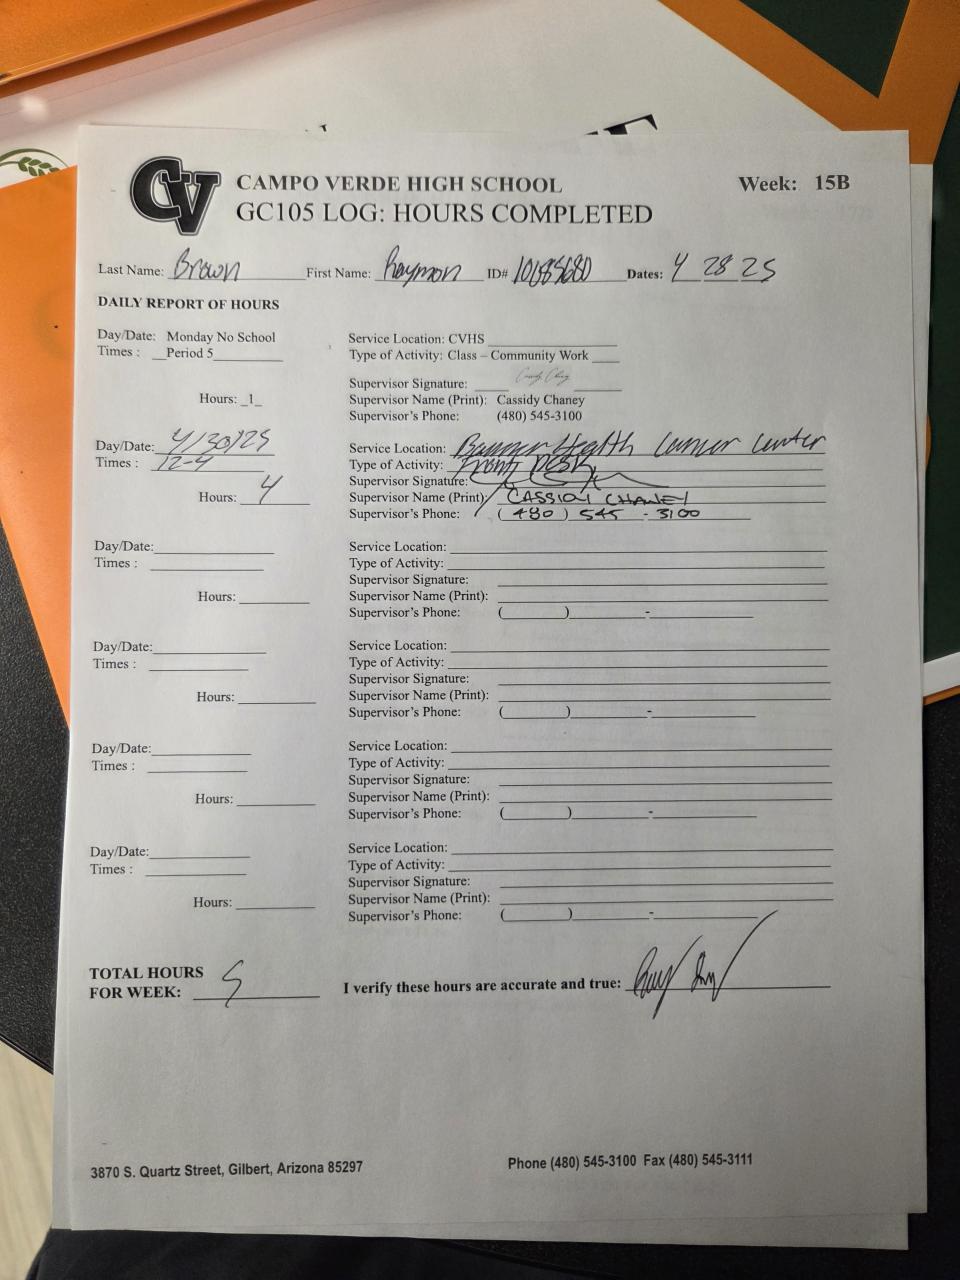 CV
CAMPO VERDE HIGH SCHOOL
Week: 15B
GC105 LOG: HOURS COMPLETED
Last Name: Brown First Name: Raymon ID# Dates: 4 28 25
DAILY REPORT OF HOURS
Day/Date: Monday No School
Times : __Period 5__
Hours: _1_
Service Location: CVHS
Type of Activity: Class – Community Work
Supervisor Signature:
Supervisor Name (Print): Cassidy Chaney
Supervisor's Phone: (480) 545-3100
Day/Date: 4/30/25
Times : 12-4
Hours: 4
Service Location: Banner Health Cancer Center
Type of Activity: Front Desk
Supervisor Signature:
Supervisor Name (Print): CASSIDY CHANEY
Supervisor's Phone: (480) 545 - 3100
Day/Date:
Times :
Hours:
Service Location:
Type of Activity:
Supervisor Signature:
Supervisor Name (Print):
Supervisor's Phone: ( ) -
Day/Date:
Times :
Hours:
Service Location:
Type of Activity:
Supervisor Signature:
Supervisor Name (Print):
Supervisor's Phone: ( ) -
Day/Date:
Times :
Hours:
Service Location:
Type of Activity:
Supervisor Signature:
Supervisor Name (Print):
Supervisor's Phone: ( ) -
Day/Date:
Times :
Hours:
Service Location:
Type of Activity:
Supervisor Signature:
Supervisor Name (Print):
Supervisor's Phone: ( ) -
TOTAL HOURS
FOR WEEK: 5
I verify these hours are accurate and true:
3870 S. Quartz Street, Gilbert, Arizona 85297
Phone (480) 545-3100 Fax (480) 545-3111